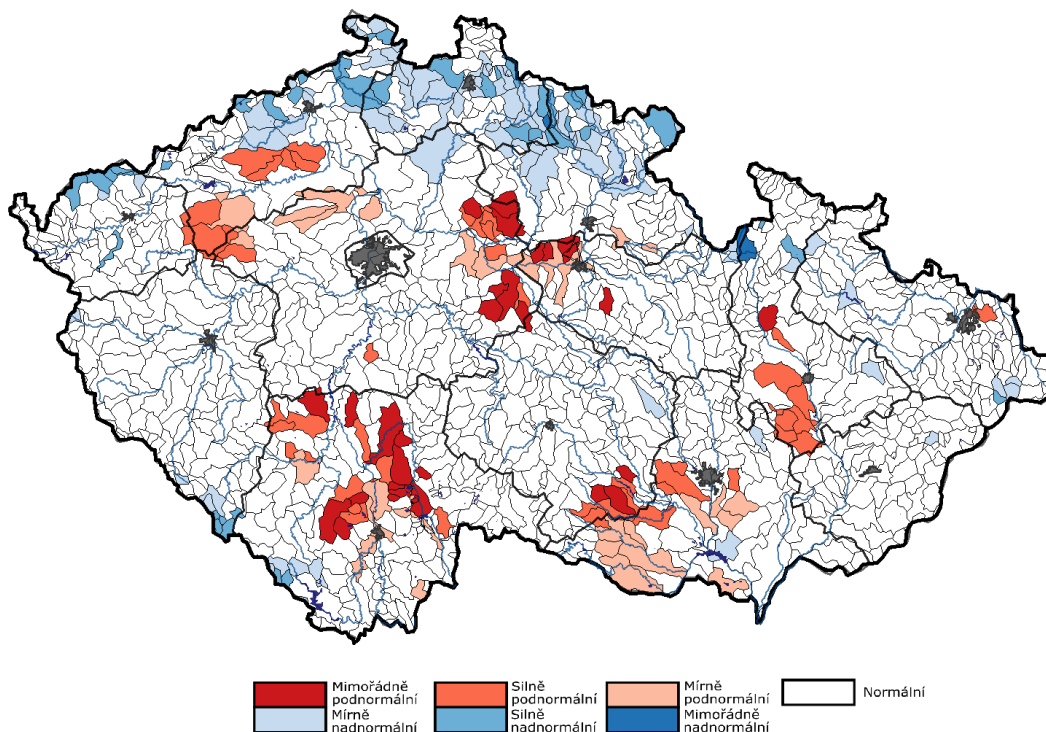 Mimořádně
podnormální
Silně
podnormální
Mírně
podnormální
Normální
Mírně
nadnormální
Silně
nadnormální
Mimořádně
nadnormální